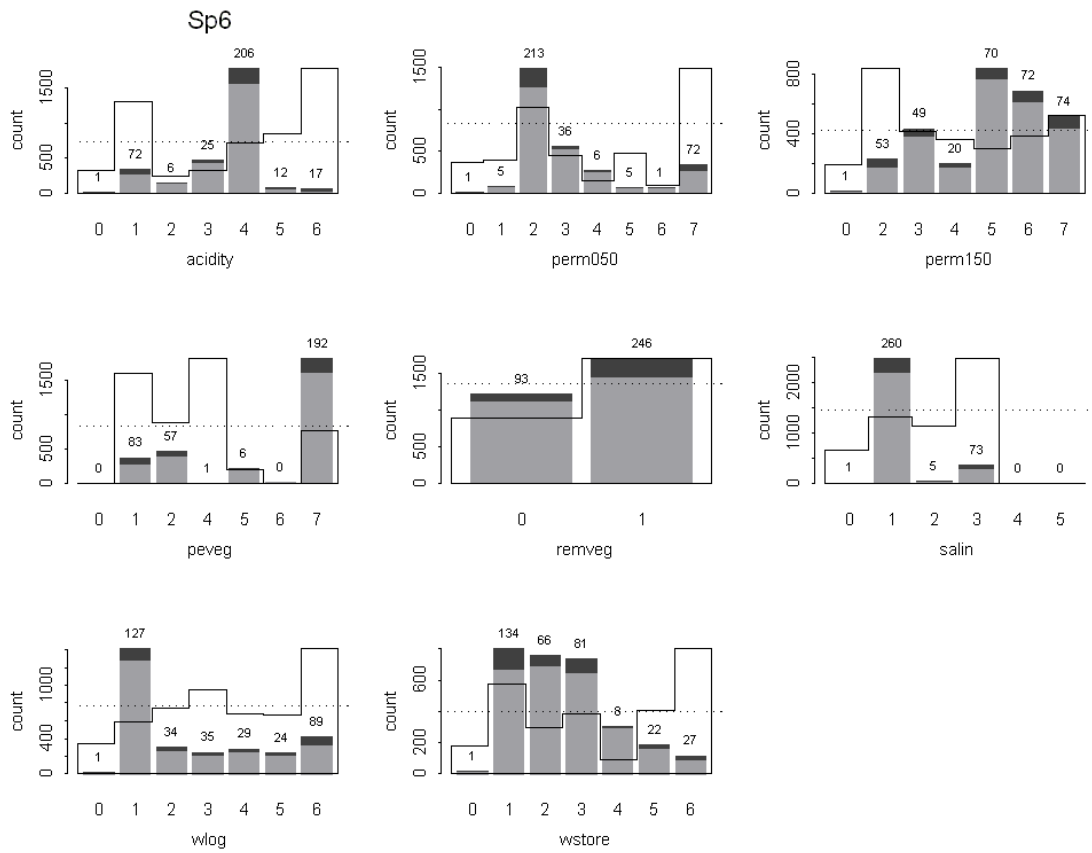 Sp6
count
0 500 1500
1 72 6 25 206 12 17
0 1 2 3 4 5 6
acidity
count
0 500 1500
1 5 213 36 6 5 1 72
0 1 2 3 4 5 6 7
perm050
count
0 400 800
1 53 49 20 70 72 74
0 2 3 4 5 6 7
perm150
count
0 500 1500
0 83 57 1 6 0 192
0 1 2 4 5 6 7
peveg
count
0 500 1500
93 246
0 1
remveg
count
0 1000 2000
1 260 5 73 0 0
0 1 2 3 4 5
salin
count
0 400 1000
1 127 34 35 29 24 89
0 1 2 3 4 5 6
wlog
count
0 200 600
1 134 66 81 8 22 27
0 1 2 3 4 5 6
wstore